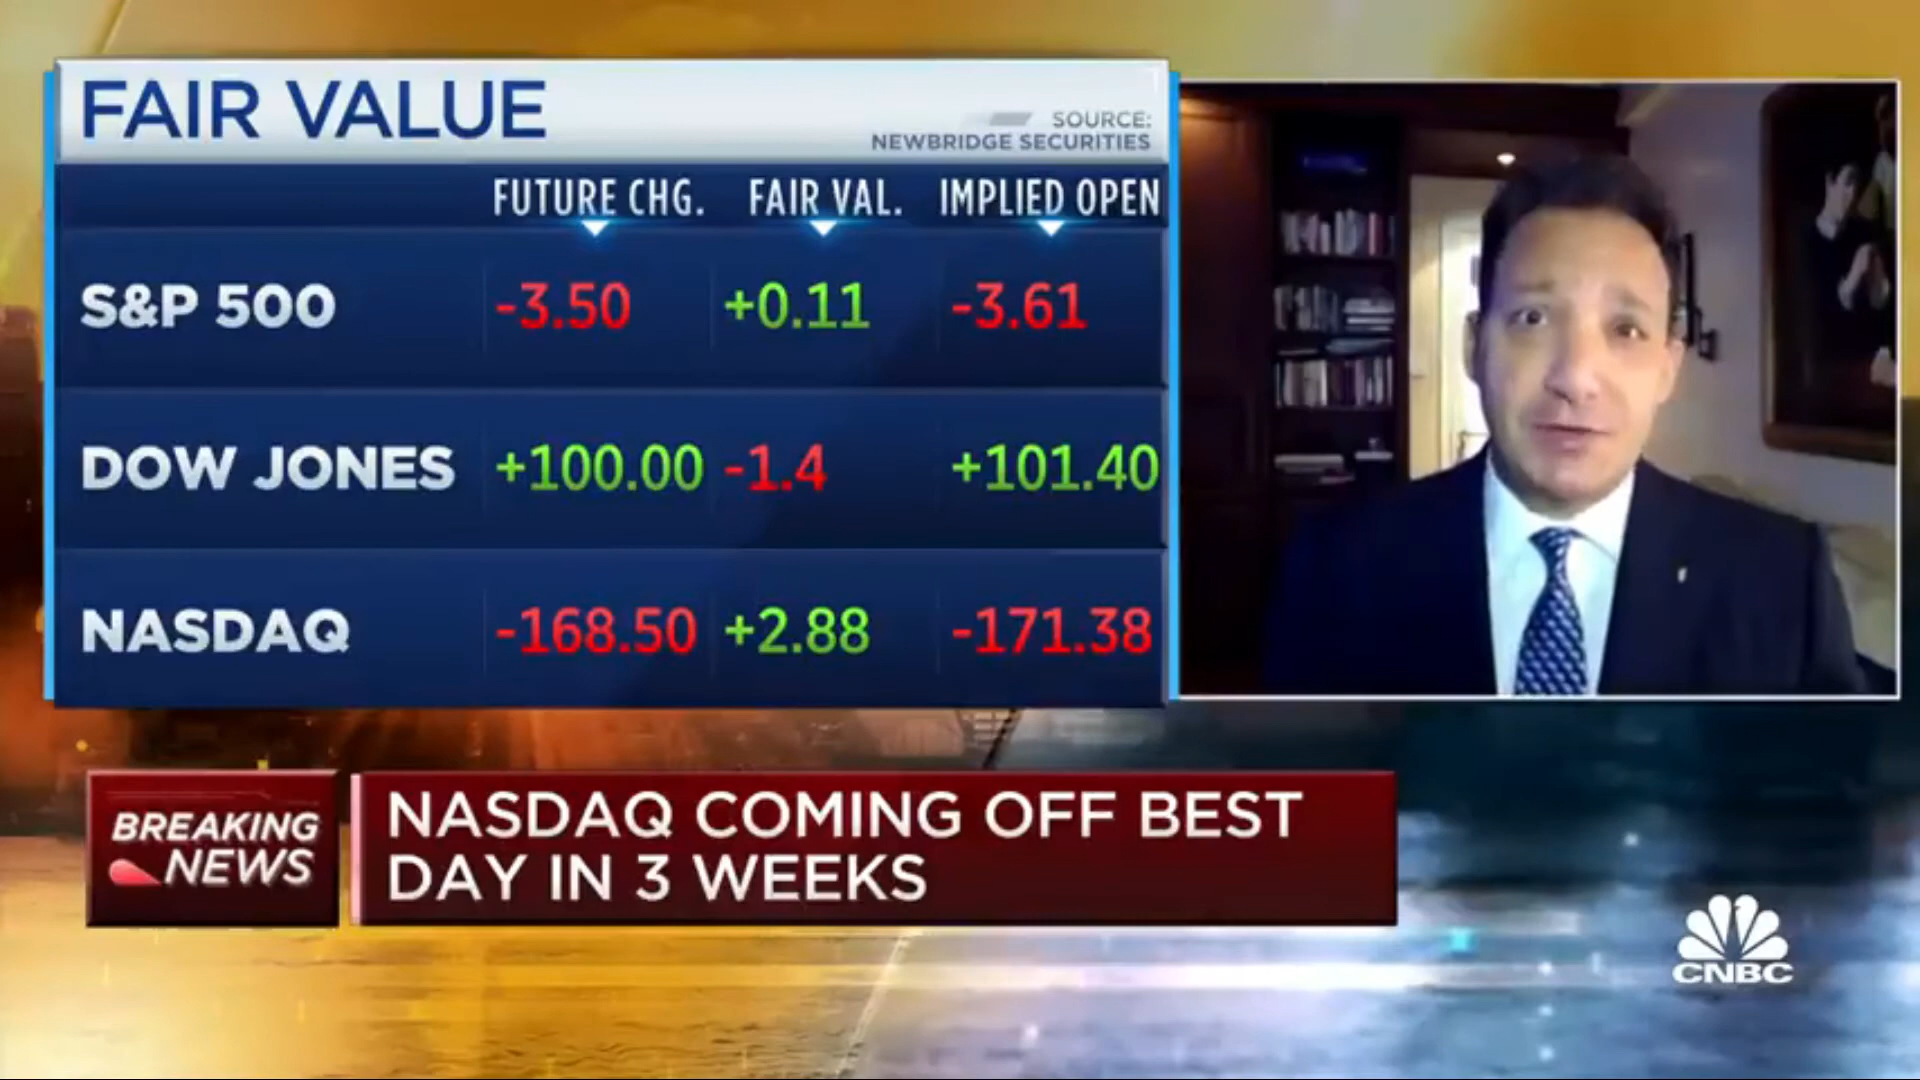 FAIR VALUE
SOURCE:
NEWBRIDGE SECURITIES
FUTURE CHG. FAIR VAL. IMPLIED OPEN
S&P 500 -3.50 +0.11 -3.61
DOW JONES +100.00 -1.4 +101.40
NASDAQ -168.50 +2.88 -171.38
BREAKING
NEWS
NASDAQ COMING OFF BEST
DAY IN 3 WEEKS
CNBC